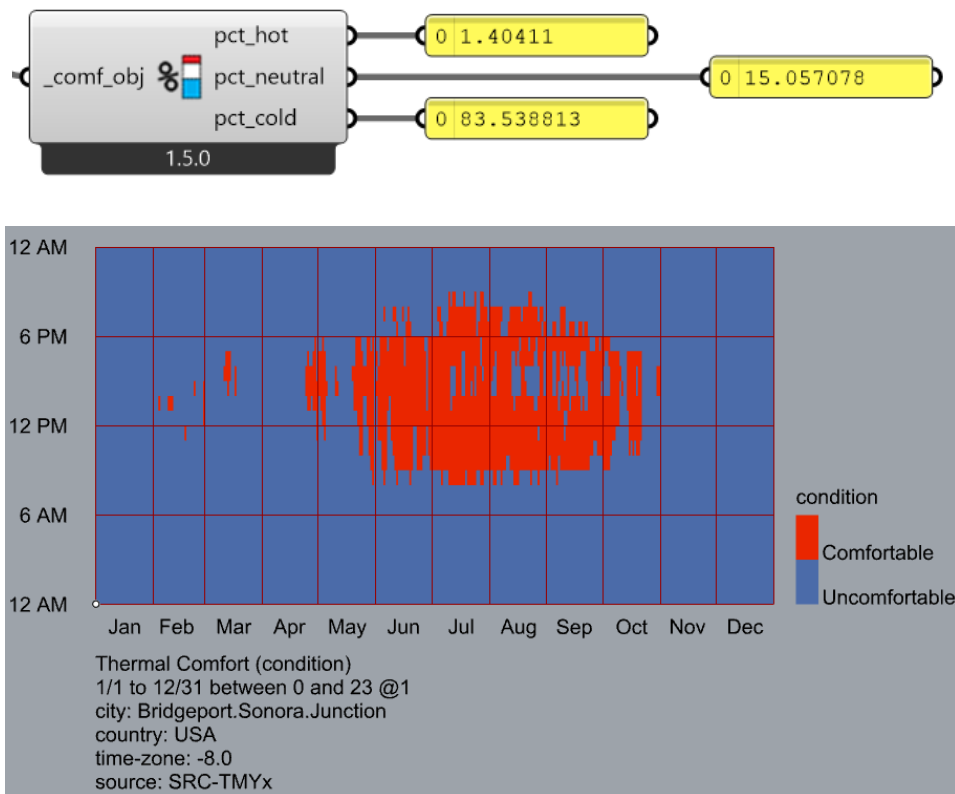 pct_hot
0 1.40411
_comf_obj
%
pct_neutral
0 15.057078
pct_cold
0 83.538813
1.5.0
12 AM
6 PM
12 PM
6 AM
12 AM
condition
Comfortable
Uncomfortable
Jan Feb Mar Apr May Jun Jul Aug Sep Oct Nov Dec
Thermal Comfort (condition)
1/1 to 12/31 between 0 and 23 @1
city: Bridgeport.Sonora.Junction
country: USA
time-zone: -8.0
source: SRC-TMYx